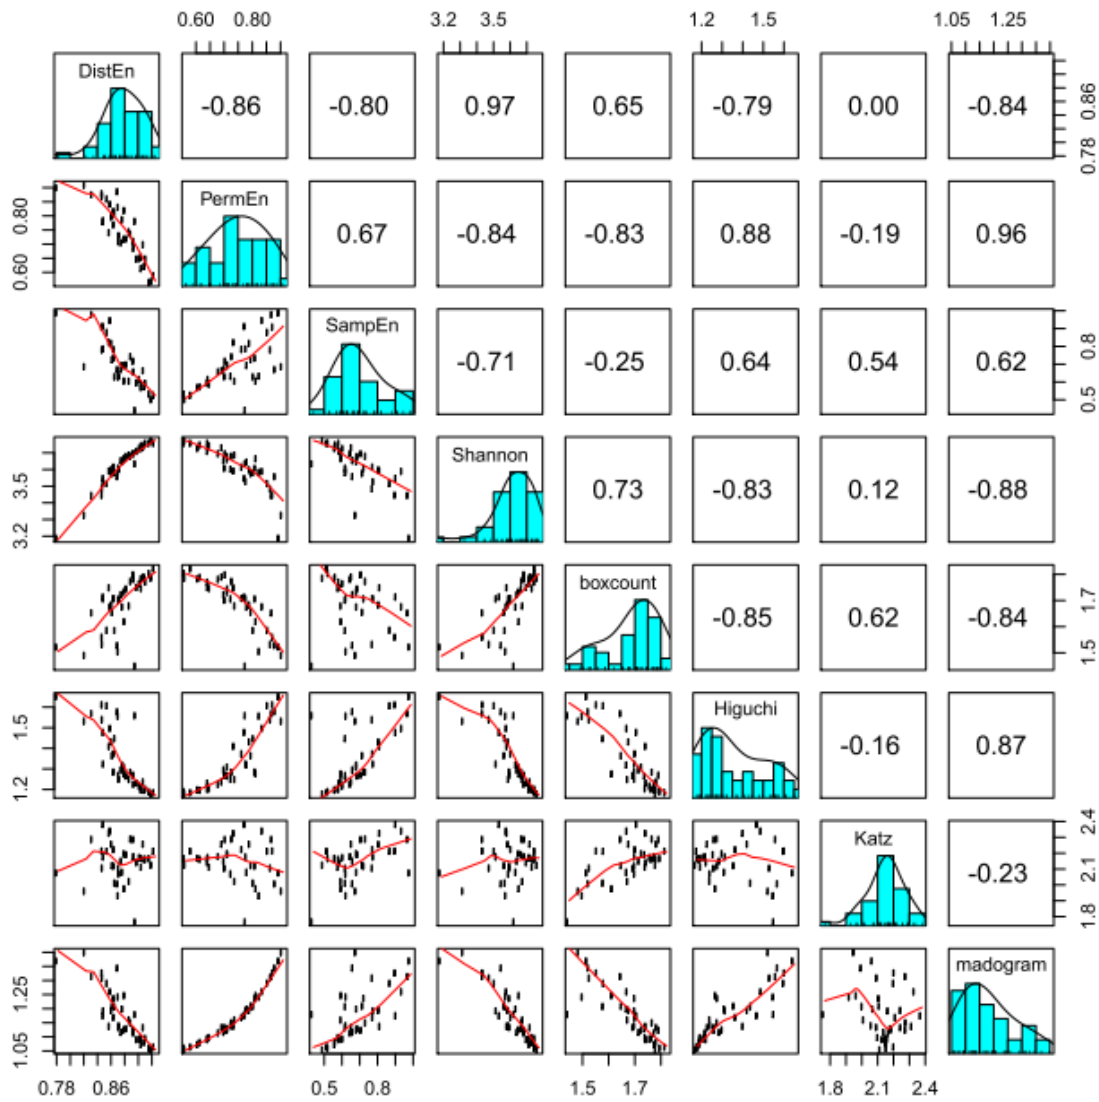 0.60 0.80 3.2 3.5 1.2 1.5 1.05 1.25
DistEn -0.86 -0.80 0.97 0.65 -0.79 0.00 -0.84 0.78 0.86
0.60 0.80 PermEn 0.67 -0.84 -0.83 0.88 -0.19 0.96
SampEn -0.71 -0.25 0.64 0.54 0.62 0.5 0.8
3.2 3.5 Shannon 0.73 -0.83 0.12 -0.88
boxcount -0.85 0.62 -0.84 1.5 1.7
1.2 1.5 Higuchi -0.16 0.87
Katz -0.23 1.8 2.1 2.4
1.05 1.25 madogram
0.78 0.86 0.5 0.8 1.5 1.7 1.8 2.1 2.4